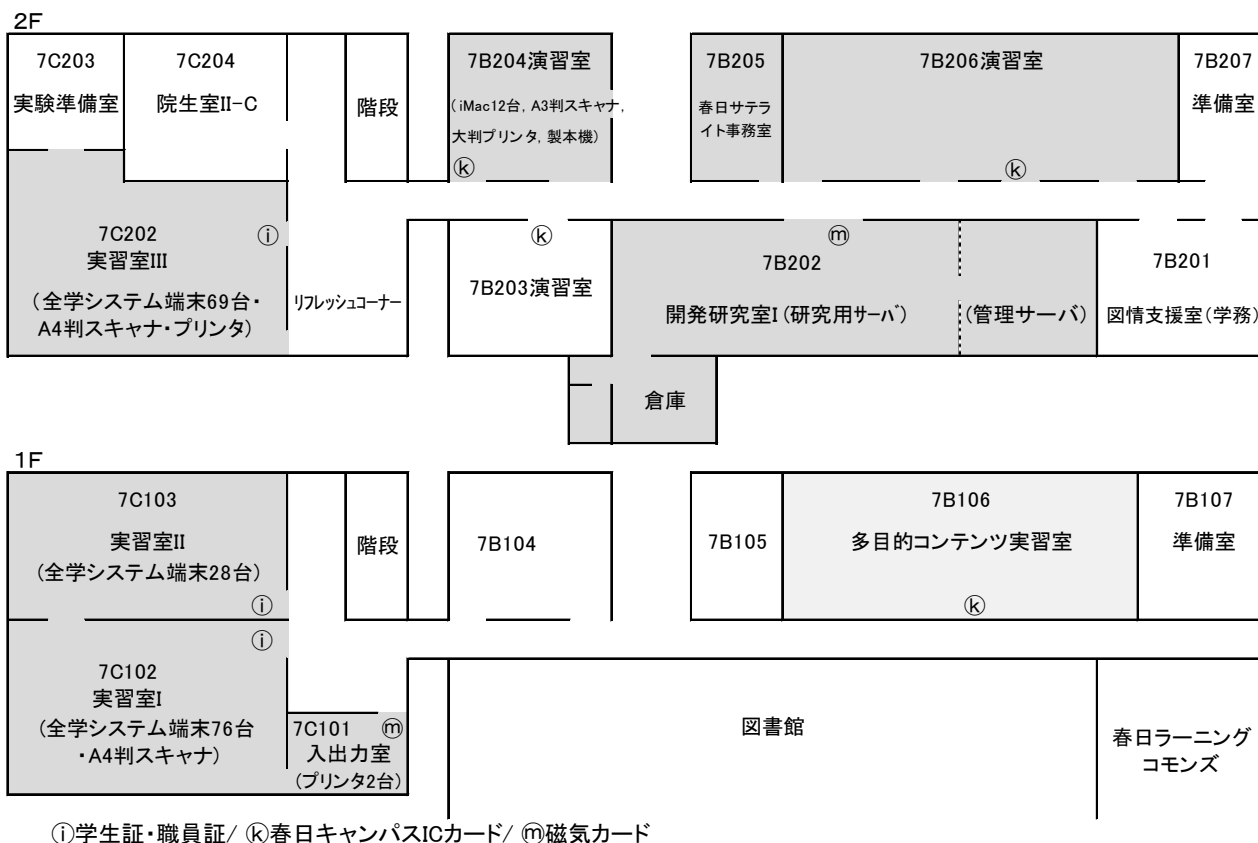 2F
7C203
実験準備室
7C204
院生室II-C
階段
7B204演習室
(iMac12台, A3判スキャナ,
大判プリンタ, 製本機)
ⓚ
7B205
春日サテラ
イト事務室
7B206演習室
ⓚ
7B207
準備室
7C202
ⓘ
実習室III
(全学システム端末69台・
A4判スキャナ・プリンタ)
リフレッシュコーナー
ⓚ
7B203演習室
ⓜ
7B202
開発研究室I(研究用サーバ)
(管理サーバ)
7B201
図情支援室(学務)
倉庫
1F
7C103
実習室II
(全学システム端末28台)
ⓘ
階段
7B104
7B105
7B106
多目的コンテンツ実習室
ⓚ
7B107
準備室
ⓘ
7C102
実習室I
(全学システム端末76台
・A4判スキャナ)
7C101 ⓜ
入出力室
(プリンタ2台)
図書館
春日ラーニング
コモンズ
ⓘ学生証・職員証/ ⓚ春日キャンパスICカード/ ⓜ磁気カード